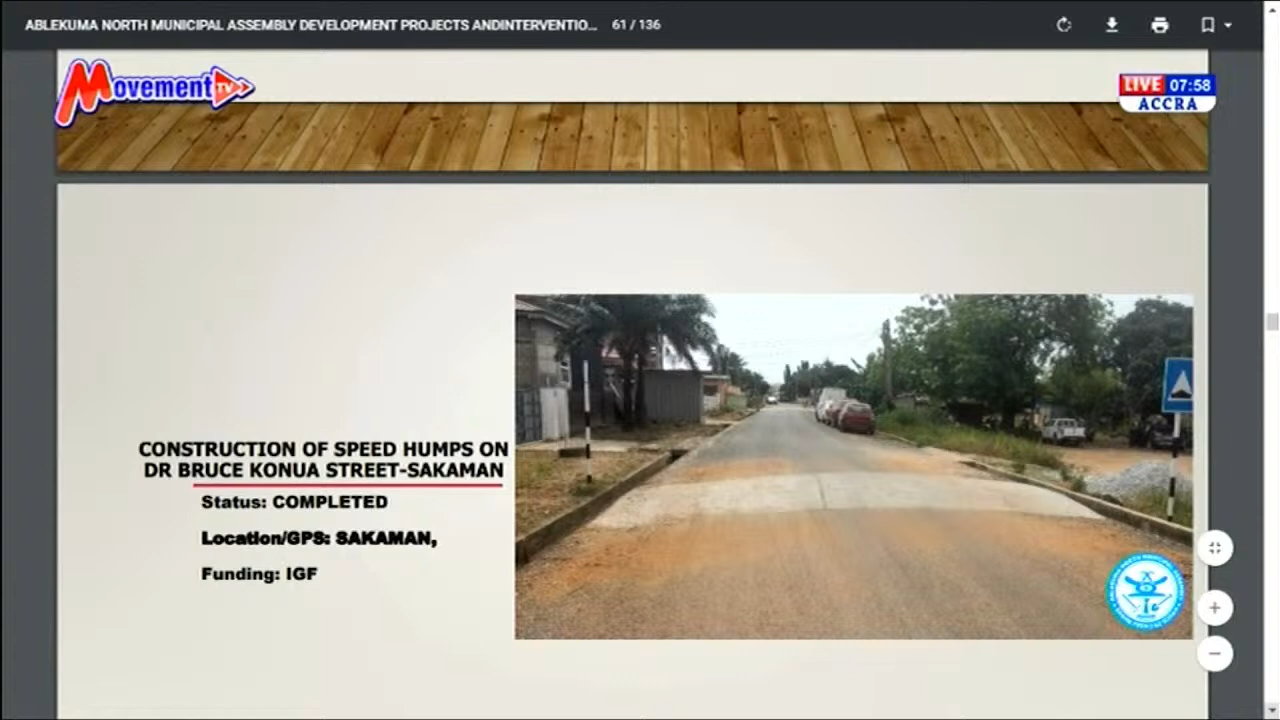 ABLEKUMA NORTH MUNICIPAL ASSEMBLY DEVELOPMENT PROJECTS ANDINTERVENTIO... 61 / 136
Movement TV
LIVE 07:58
ACCRA
CONSTRUCTION OF SPEED HUMPS ON
DR BRUCE KONUA STREET-SAKAMAN
Status: COMPLETED
Location/GPS: SAKAMAN,
Funding: IGF